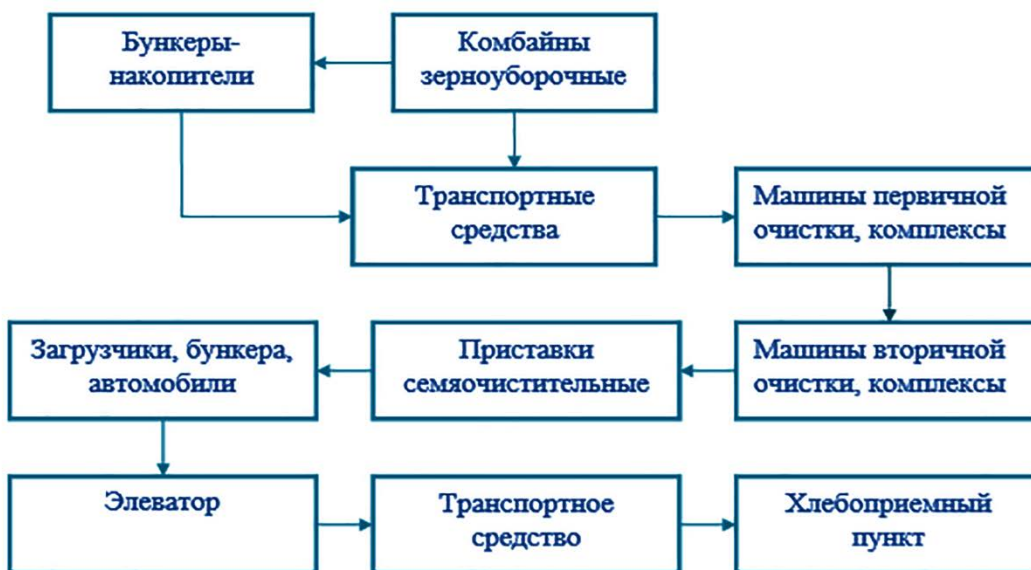 Бункеры-
накопители
Комбайны
зерноуборочные
Транспортные
средства
Машины первичной
очистки, комплексы
Загрузчики, бункера,
автомобили
Приставки
семяочистительные
Машины вторичной
очистки, комплексы
Элеватор
Транспортное
средство
Хлебоприемный
пункт